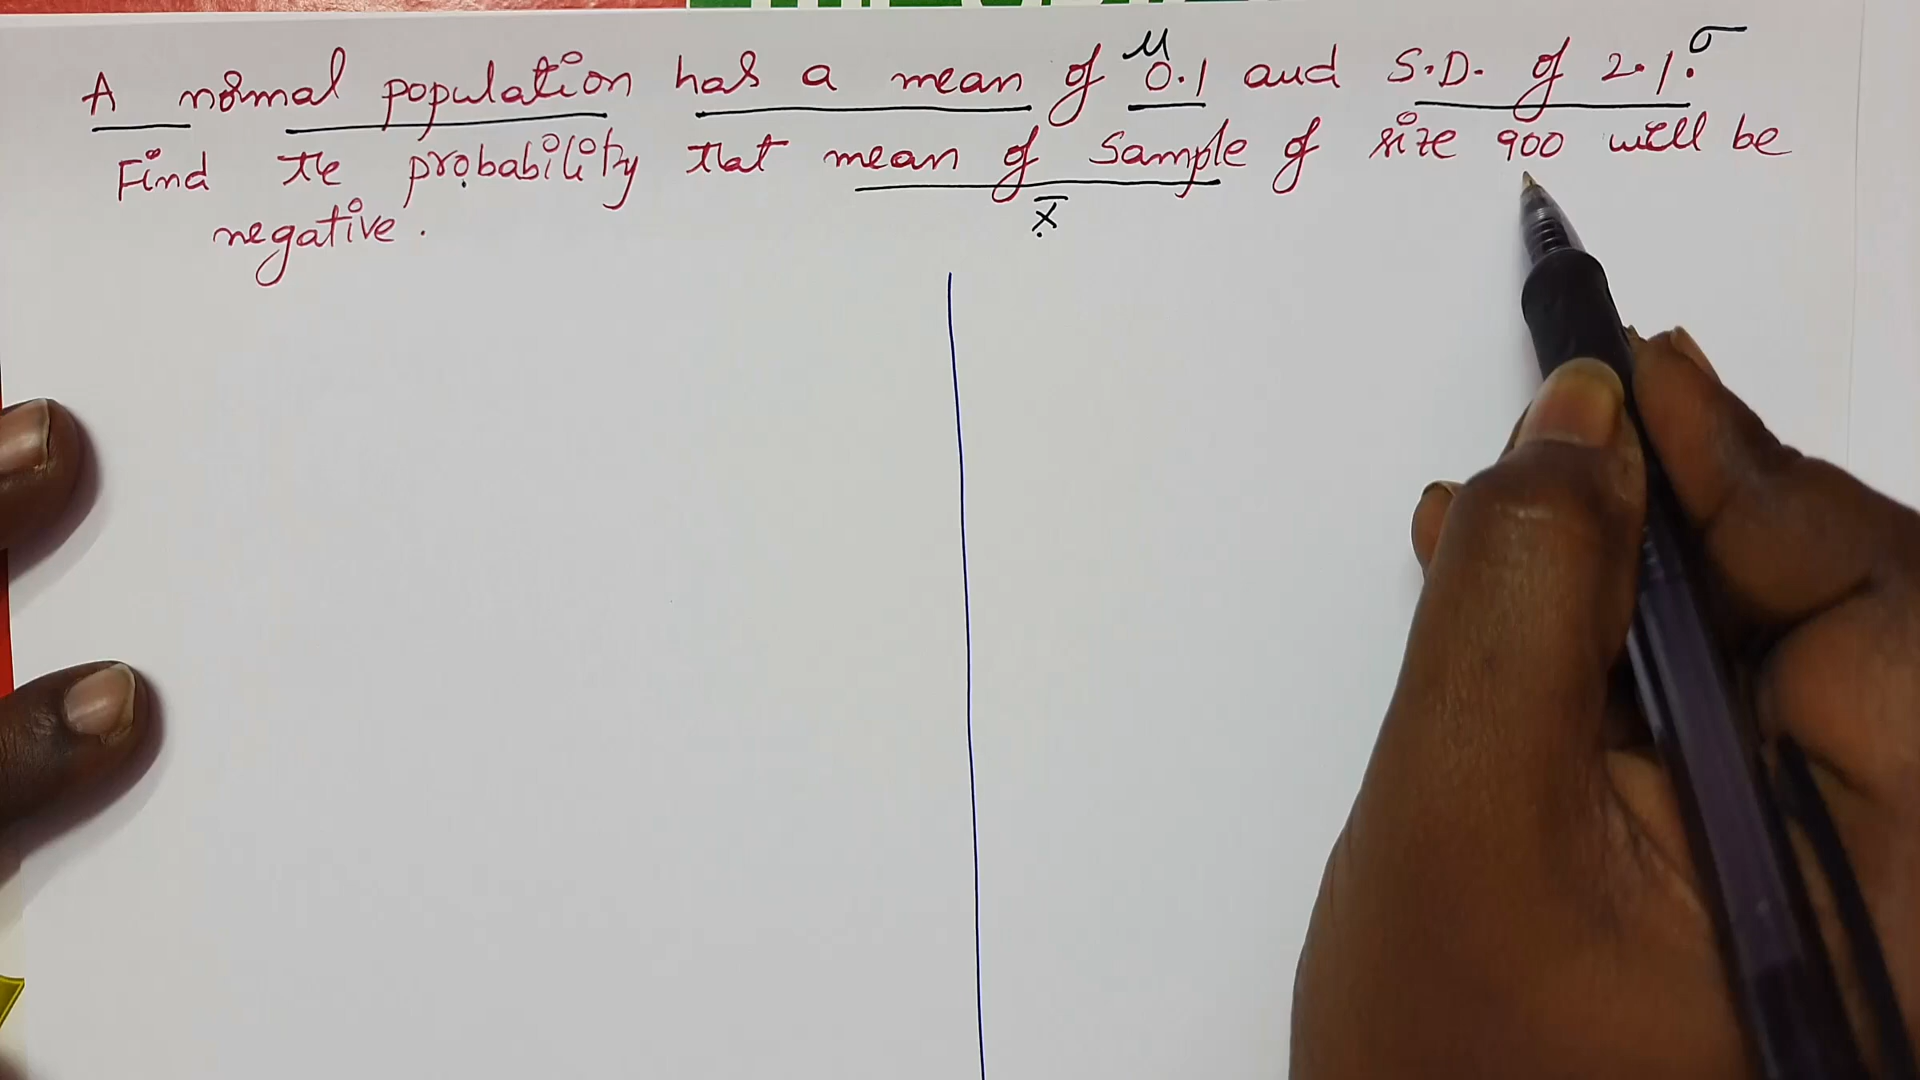 A normal population has a mean of 0.1 and S.D. of 2.1.
μ
σ
Find the probability that mean of sample of size 900 will be
x̄
negative.